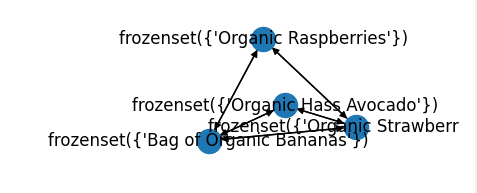 frozenset({'Organic Raspberries'})
frozenset({'Organic Hass Avocado'})
frozenset({'Organic Strawberr
frozenset({'Bag of Organic Bananas'})